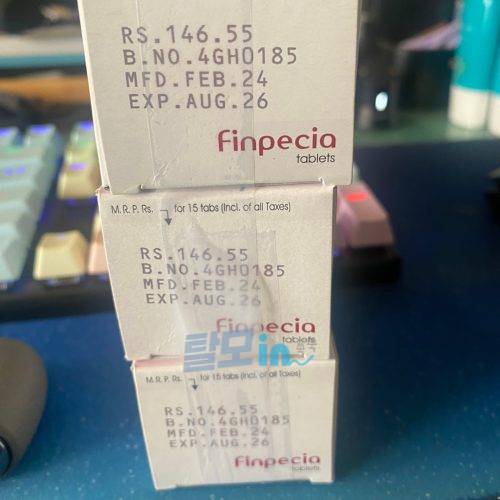 RS.146.55
B.NO.4GH0185
MFD.FEB.24
EXP.AUG.26
Finpecia
tablets
M.R.P. Rs. for 15 tabs (Incl. of all Taxes)
RS.146.55
B.NO.4GH0185
MFD.FEB.24
EXP.AUG.26
Finpecia
tablets
탈모in
M.R.P. Rs. for 15 tabs (Incl. of all Taxes)
RS.146.55
B.NO.4GH0185
MFD.FEB.24
EXP.AUG.26
Finpecia
tablets